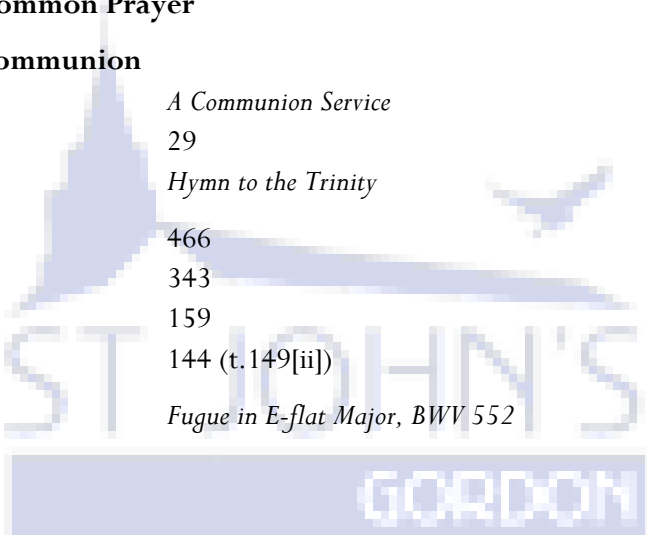 ommon Prayer
ommunion
A Communion Service
29
Hymn to the Trinity
466
343
159
144 (t.149[ii])
Fugue in E-flat Major, BWV 552
ST JOHN'S
GORDON